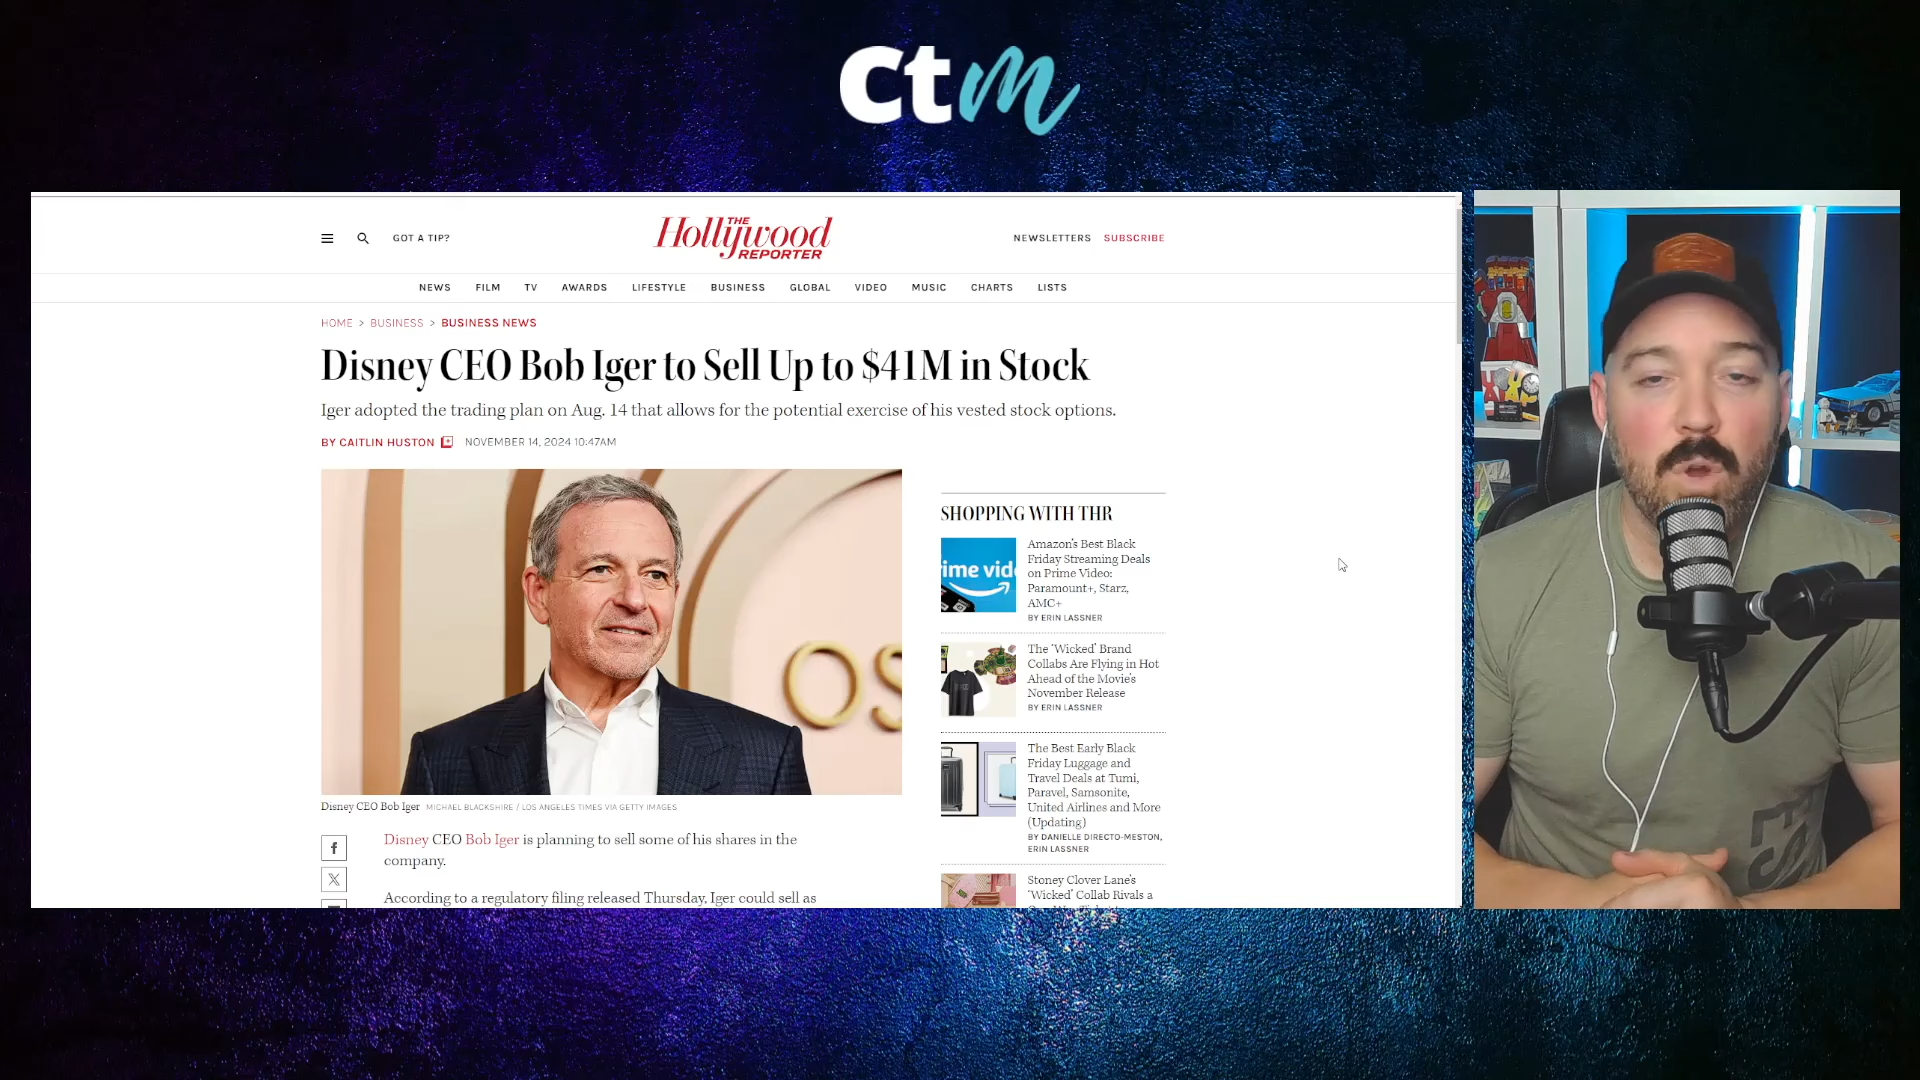 ctm
GOT A TIP?
THE
Hollywood
REPORTER
NEWSLETTERS SUBSCRIBE
NEWS FILM TV AWARDS LIFESTYLE BUSINESS GLOBAL VIDEO MUSIC CHARTS LISTS
HOME > BUSINESS > BUSINESS NEWS
Disney CEO Bob Iger to Sell Up to $41M in Stock
Iger adopted the trading plan on Aug. 14 that allows for the potential exercise of his vested stock options.
BY CAITLIN HUSTON NOVEMBER 14, 2024 10:47AM
OS
Disney CEO Bob Iger MICHAEL BLACKSHIRE / LOS ANGELES TIMES VIA GETTY IMAGES
f
X
Disney CEO Bob Iger is planning to sell some of his shares in the
company.
According to a regulatory filing released Thursday, Iger could sell as
SHOPPING WITH THR
ime vid
Amazon's Best Black
Friday Streaming Deals
on Prime Video:
Paramount+, Starz,
AMC+
BY ERIN LASSNER
The 'Wicked' Brand
Collabs Are Flying in Hot
Ahead of the Movie's
November Release
BY ERIN LASSNER
The Best Early Black
Friday Luggage and
Travel Deals at Tumi,
Paravel, Samsonite,
United Airlines and More
(Updating)
BY DANIELLE DIRECTO-MESTON,
ERIN LASSNER
Stoney Clover Lane's
'Wicked' Collab Rivals a